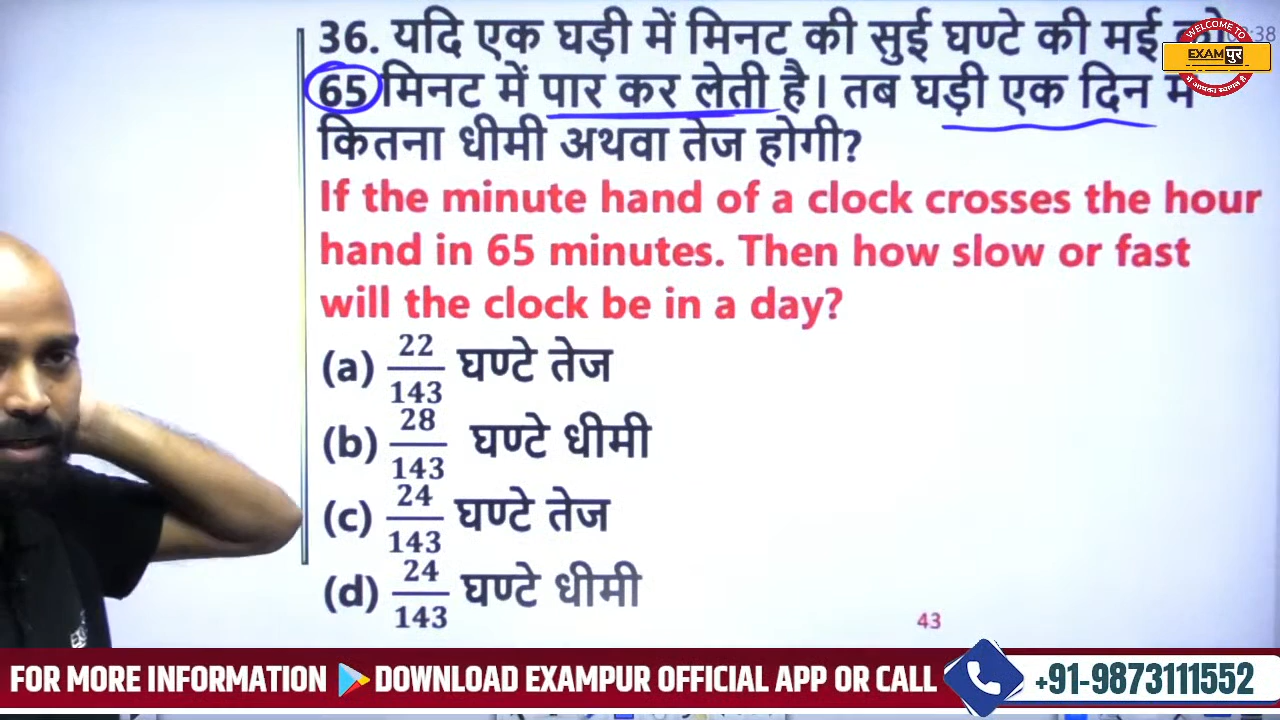 36. यदि एक घड़ी में मिनट की सुई घण्टे की
65 मिनट में पार कर लेती है। तब घड़ी एक दिन में
कितना धीमी अथवा तेज होगी?
If the minute hand of a clock crosses the hour
hand in 65 minutes. Then how slow or fast
will the clock be in a day?
(a) 22/143 घण्टे तेज
(b) 28/143 घण्टे धीमी
(c) 24/143 घण्टे तेज
(d) 24/143 घण्टे धीमी
43
WELCOME TO
EXAMपुर
:38
FOR MORE INFORMATION DOWNLOAD EXAMPUR OFFICIAL APP OR CALL +91-9873111552